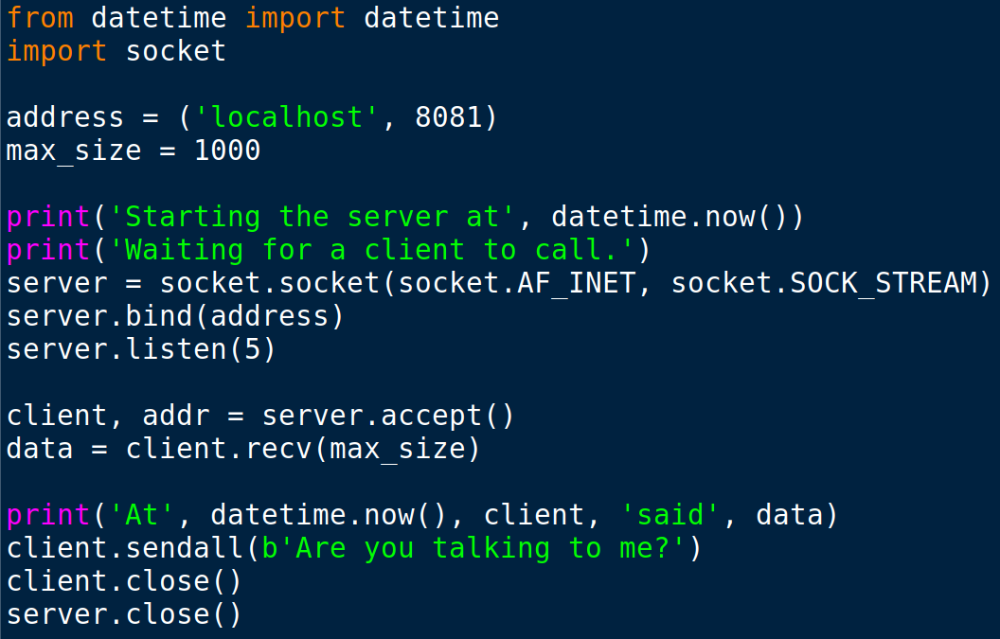 from datetime import datetime
import socket

address = ('localhost', 8081)
max_size = 1000

print('Starting the server at', datetime.now())
print('Waiting for a client to call.')
server = socket.socket(socket.AF_INET, socket.SOCK_STREAM)
server.bind(address)
server.listen(5)

client, addr = server.accept()
data = client.recv(max_size)

print('At', datetime.now(), client, 'said', data)
client.sendall(b'Are you talking to me?')
client.close()
server.close()